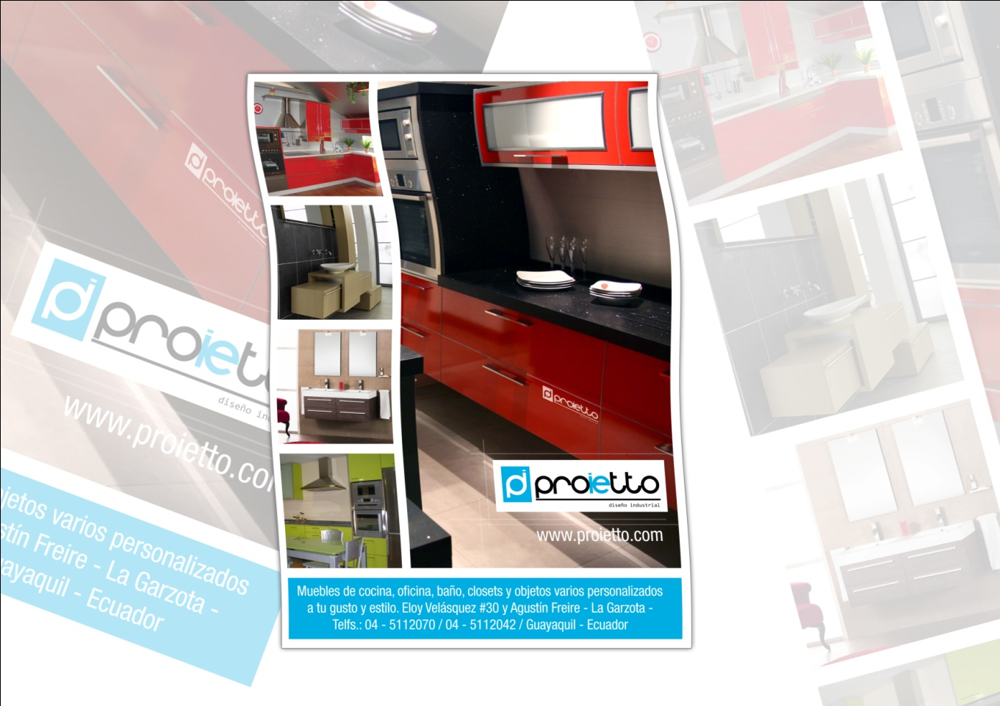 proietto
proietto
diseño industrial
www.proietto.com
Muebles de cocina, oficina, baño, closets y objetos varios personalizados
a tu gusto y estilo. Eloy Velásquez #30 y Agustín Freire - La Garzota -
Telfs.: 04 - 5112070 / 04 - 5112042 / Guayaquil - Ecuador
proietto
diseño
www.proietto.co
jetos varios personalizados
stín Freire - La Garzota -
ayaquil - Ecuador